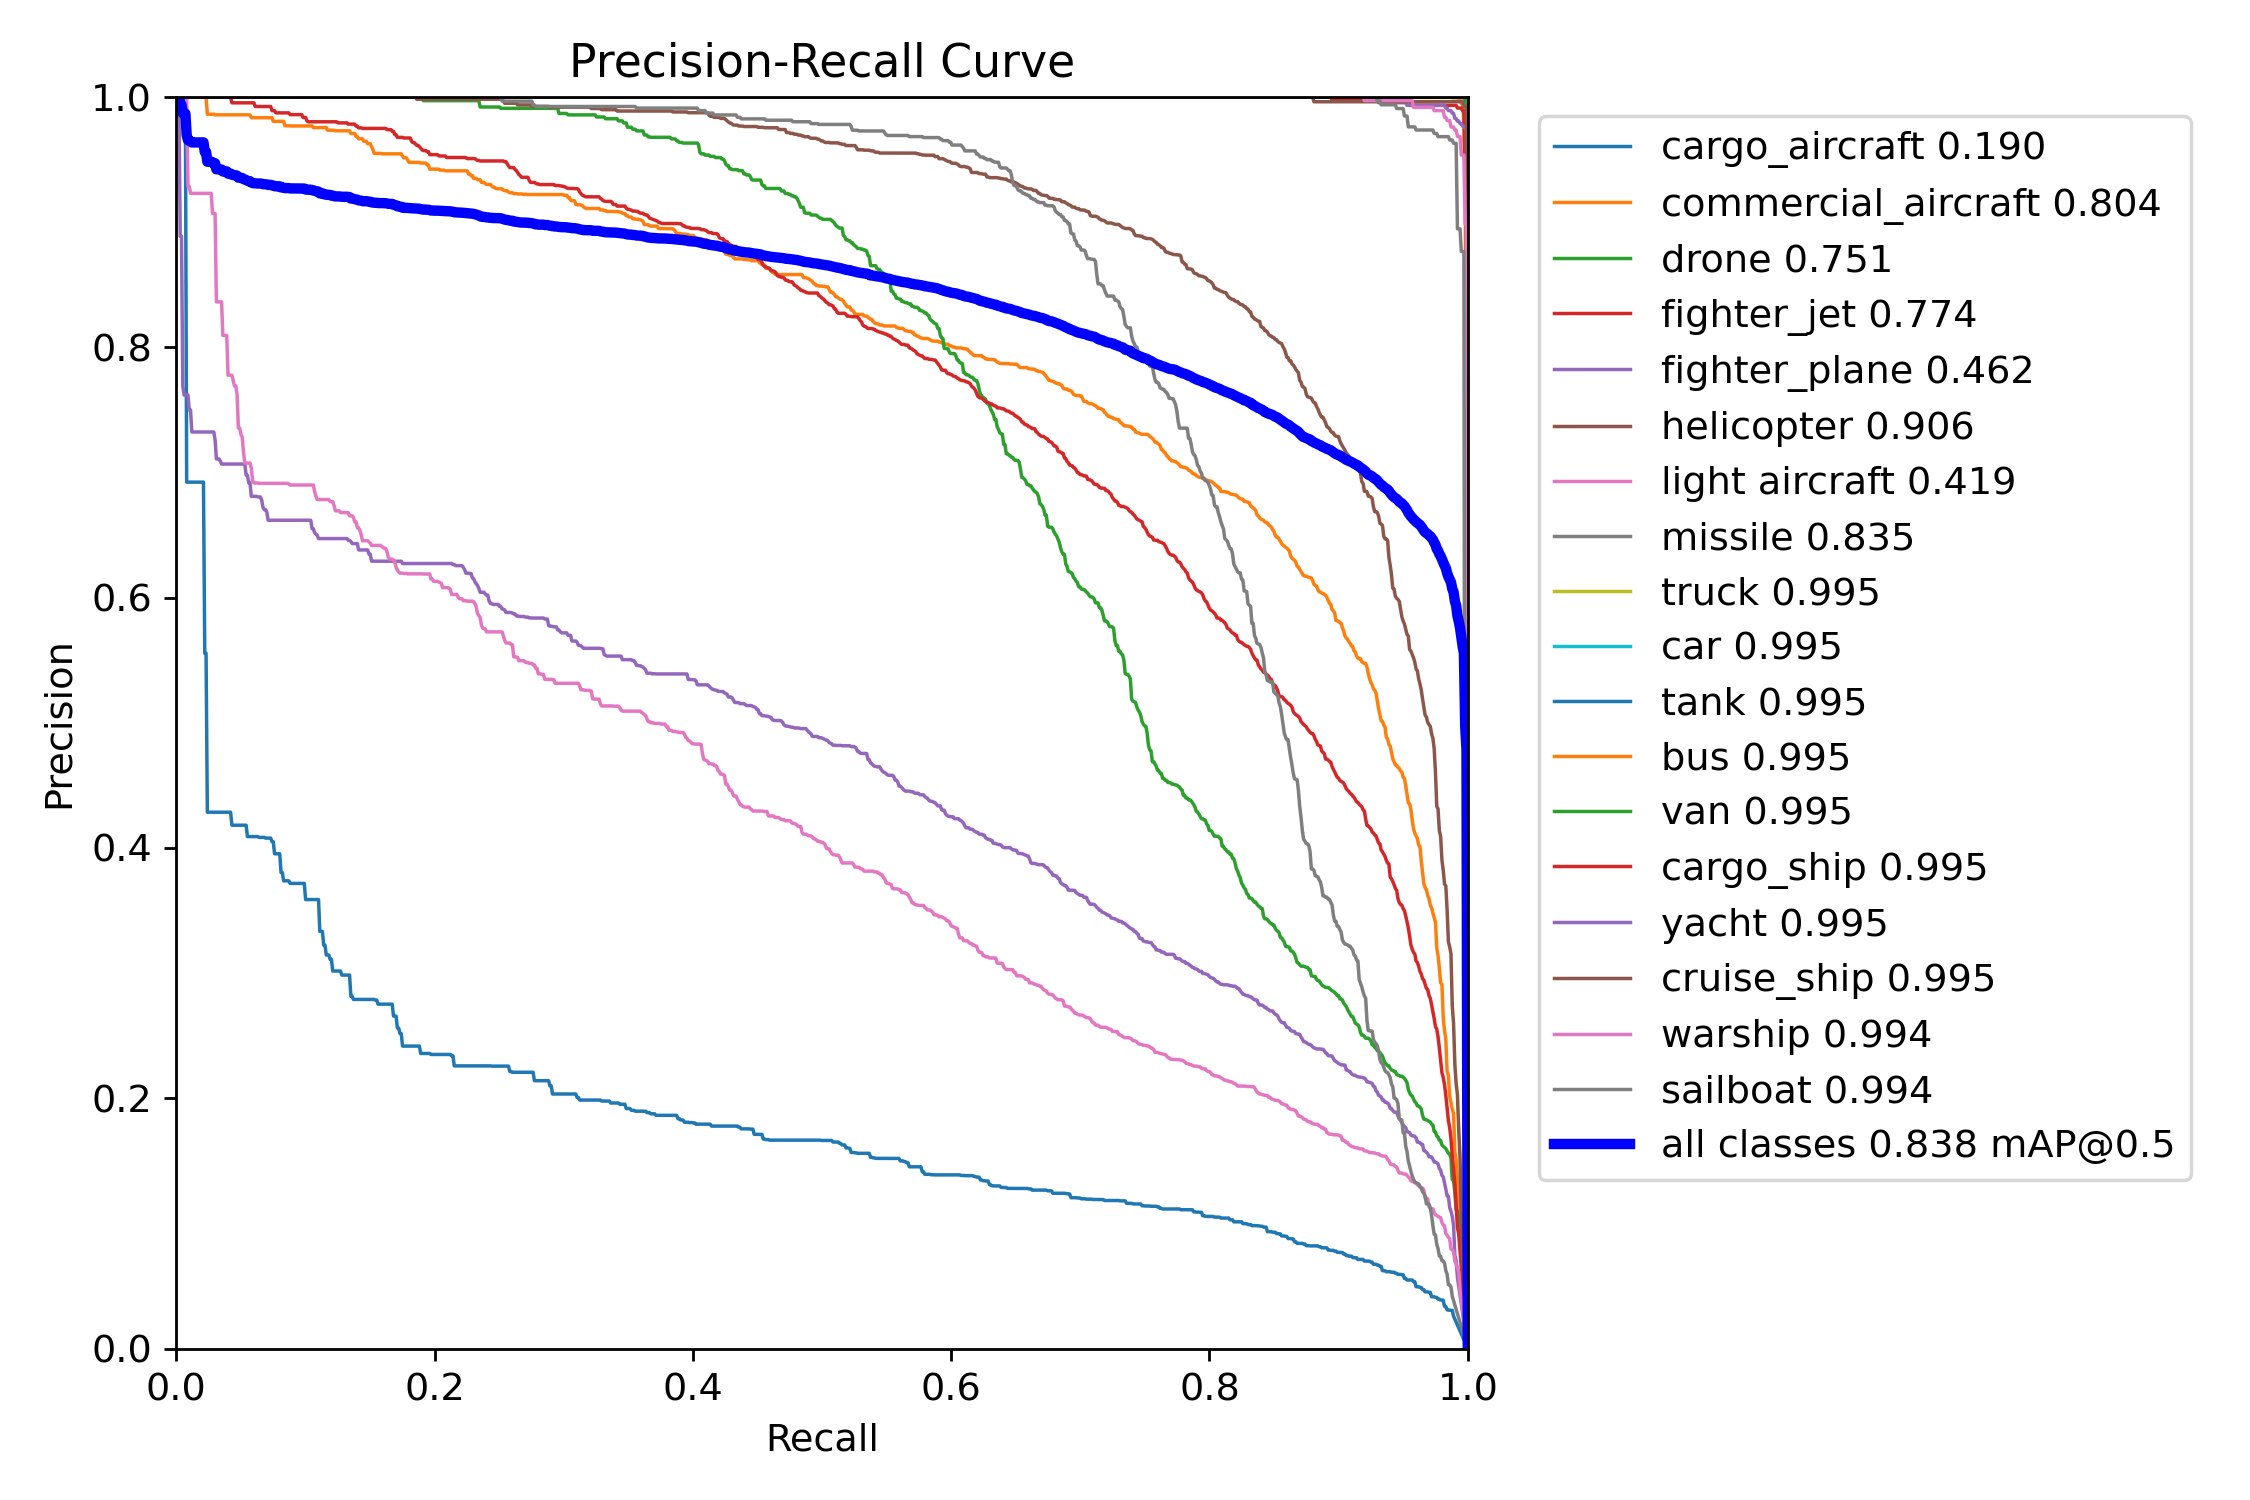 Precision-Recall Curve
1.0
0.8
0.6
0.4
0.2
0.0
Precision
0.0 0.2 0.4 0.6 0.8 1.0
Recall
cargo_aircraft 0.190
commercial_aircraft 0.804
drone 0.751
fighter_jet 0.774
fighter_plane 0.462
helicopter 0.906
light aircraft 0.419
missile 0.835
truck 0.995
car 0.995
tank 0.995
bus 0.995
van 0.995
cargo_ship 0.995
yacht 0.995
cruise_ship 0.995
warship 0.994
sailboat 0.994
all classes 0.838 mAP@0.5